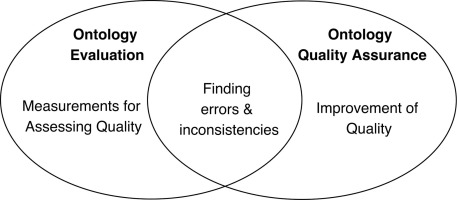 Ontology
Evaluation
Measurements for
Assessing Quality
Finding
errors &
inconsistencies
Ontology
Quality Assurance
Improvement of
Quality